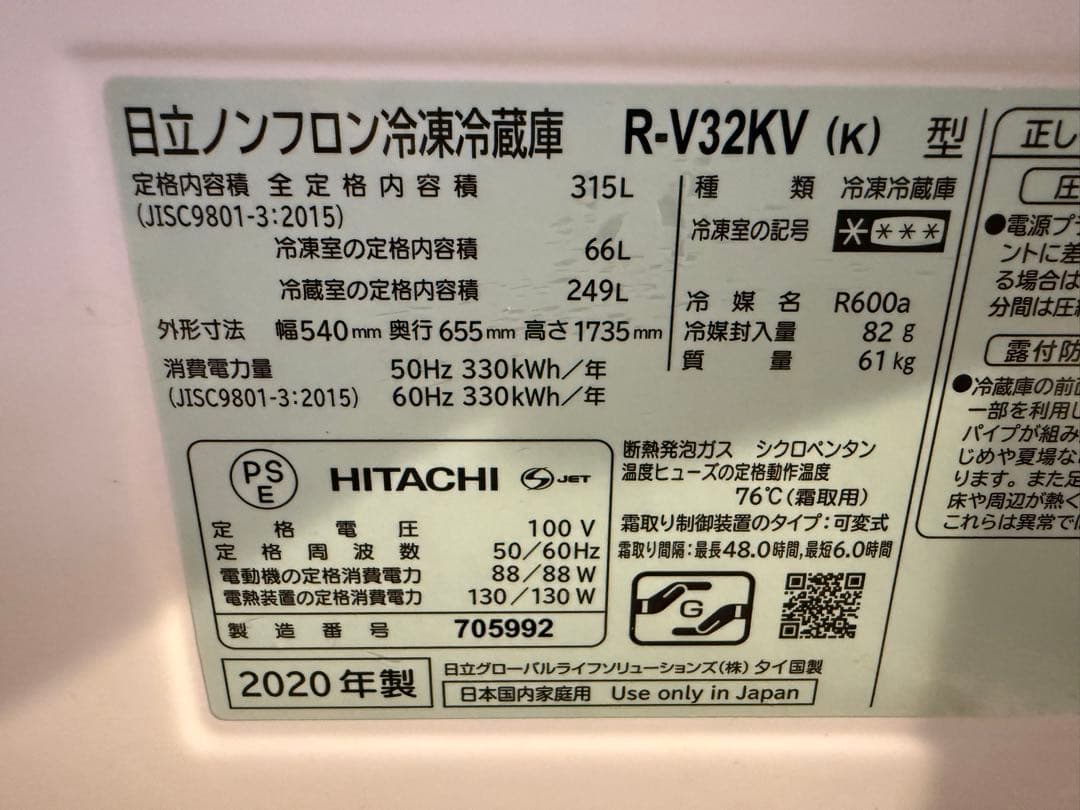 日立ノンフロン冷凍冷蔵庫 R-V32KV (K) 型
定格内容積 全定格内容積 315L
(JISC9801-3:2015)
冷凍室の定格内容積 66L
冷蔵室の定格内容積 249L
外形寸法 幅540mm 奥行655mm 高さ1735mm
消費電力量 50Hz 330kWh/年
(JISC9801-3:2015) 60Hz 330kWh/年
種類 冷凍冷蔵庫
冷凍室の記号 ****
冷媒名 R600a
冷媒封入量 82g
質量 61kg
PS
E
HITACHI S-JET
定格電圧 100V
定格周波数 50/60Hz
電動機の定格消費電力 88/88W
電熱装置の定格消費電力 130/130W
製造番号 705992
断熱発泡ガス シクロペンタン
温度ヒューズの定格動作温度
76℃(霜取用)
霜取り制御装置のタイプ:可変式
霜取り間隔:最長48.0時間,最短6.0時間
G
2020年製
日立グローバルライフソリューションズ(株) タイ国製
日本国内家庭用 Use only in Japan
正し
圧
●電源プラ
ントに差
る場合は
分間は圧縮
露付防
●冷蔵庫の前面
一部を利用し
パイプが組み
じめや夏場な
ります。また足
床や周辺が熱く
これらは異常では